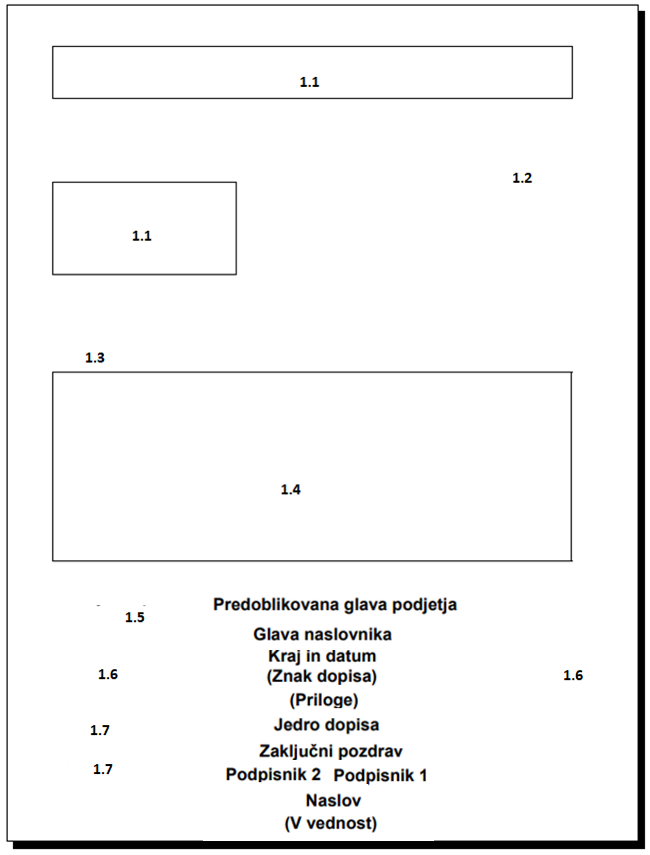 1.1
1.2
1.1
1.3
1.4
Predoblikovana glava podjetja
1.5
Glava naslovnika
Kraj in datum
1.6 (Znak dopisa) 1.6
(Priloge)
1.7 Jedro dopisa
Zaključni pozdrav
1.7 Podpisnik 2 Podpisnik 1
Naslov
(V vednost)